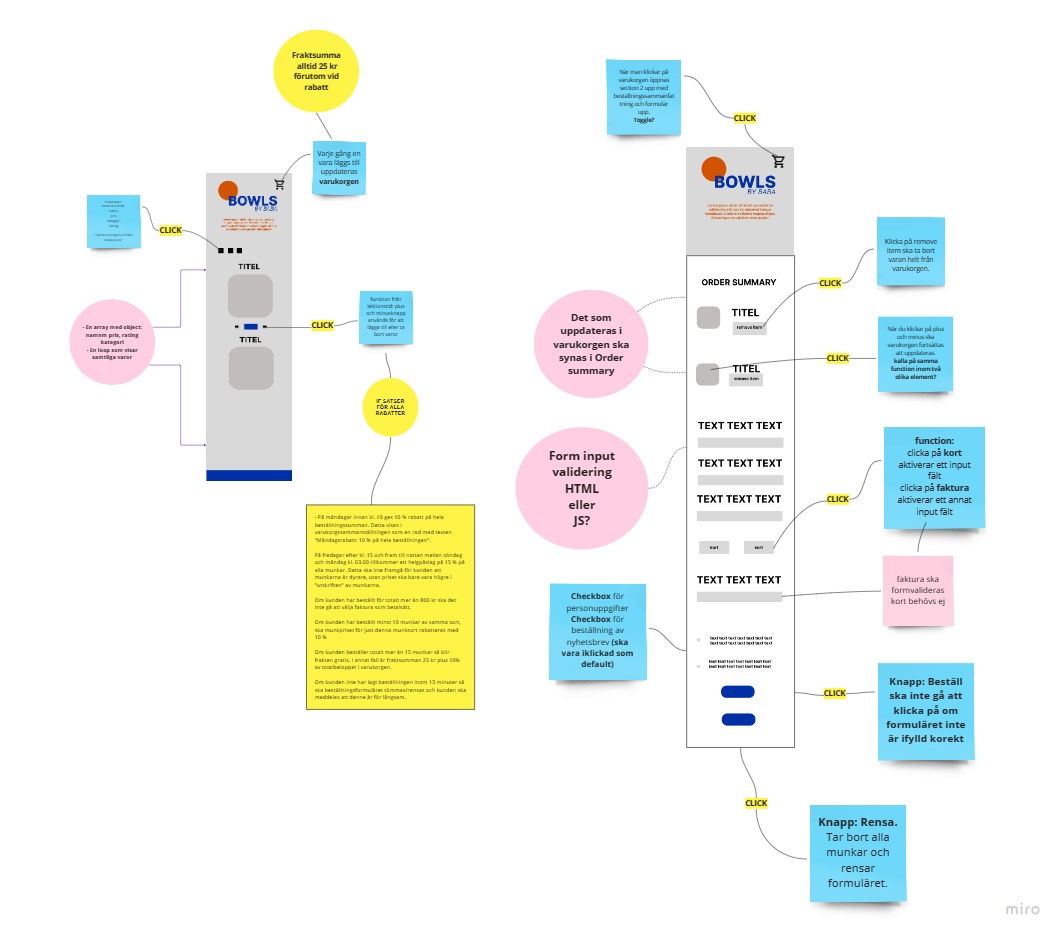 Fraktsumma
alltid 25 kr
förutom vid
rabatt
Varje gång en
vara läggs till
uppdateras
varukorgen
CLICK
BOWLS
BY BABA
TITEL
TITEL
- En array med object:
namnm pris, rating
kategori
- En loop som visar
samtliga varor
CLICK
funktion från
lektionstid: plus
och minusknapp
används för att
lägga till eller ta
bort varor
IF SATSER
FÖR ALLA
RABATTER
- På måndagar innan kl. 10 ges 10 % rabatt på hela
beställningssumman. Detta visas i
varukorgssammanställningen som en rad med texten
"Måndagsrabatt: 10 % på hela beställningen".
På fredagar efter kl. 15 och fram till natten mellan söndag
och måndag kl. 03.00 tillkommer ett helgpåslag på 15 % på
alla munkar. Detta ska inte framgå för kunden att
munkarna är dyrare, utan priset ska bara vara högre i
"utskriften" av munkarna.
Om kunden har beställt för totalt mer än 800 kr ska det
inte gå att välja faktura som betalsätt.
Om kunden har beställt minst 10 munkar av samma sort,
ska munkpriset för just denna munksort rabatteras med
10 %
Om kunden beställer totalt mer än 15 munkar så blir
frakten gratis. I annat fall är fraktsumman 25 kr plus 10%
av totalbeloppet i varukorgen.
Om kunden inte har lagt beställningen inom 15 minuter så
ska beställningsformuläret tömmas/rensas och kunden ska
meddelas att denne är för långsam.
När man klickar på
varukorgen öppnas
section 2 upp med
beställningssammanfat
tning och formulär
upp.
Toggle?
CLICK
BOWLS
BY BABA
ORDER SUMMARY
TITEL
remove item
TITEL
remove item
Klicka på remove
item ska ta bort
varan helt från
varukorgen.
CLICK
Det som
uppdateras i
varukorgen ska
synas i Order
summary
När du klickar på plus
och minus ska
varukorgen fortsättas
att uppdateras.
kalla på samma
function inom två
olika element?
CLICK
TEXT TEXT TEXT
TEXT TEXT TEXT
TEXT TEXT TEXT
Form input
validering
HTML
eller
JS?
function:
clicka på kort
aktiverar ett input
fält
clicka på faktura
aktiverar ett annat
input fält
CLICK
kort
kort
TEXT TEXT TEXT
faktura ska
formvalideras
kort behövs ej
Checkbox för
personuppgifter
Checkbox för
beställning av
nyhetsbrev (ska
vara iklickad som
default)
text text text text text text text
text text text text text text text
text text text text text text text
text text text text text text text
CLICK
Knapp: Beställ
ska inte gå att
klicka på om
formuläret inte
är ifylld korekt
CLICK
Knapp: Rensa.
Tar bort alla
munkar och
rensar
formuläret.
miro